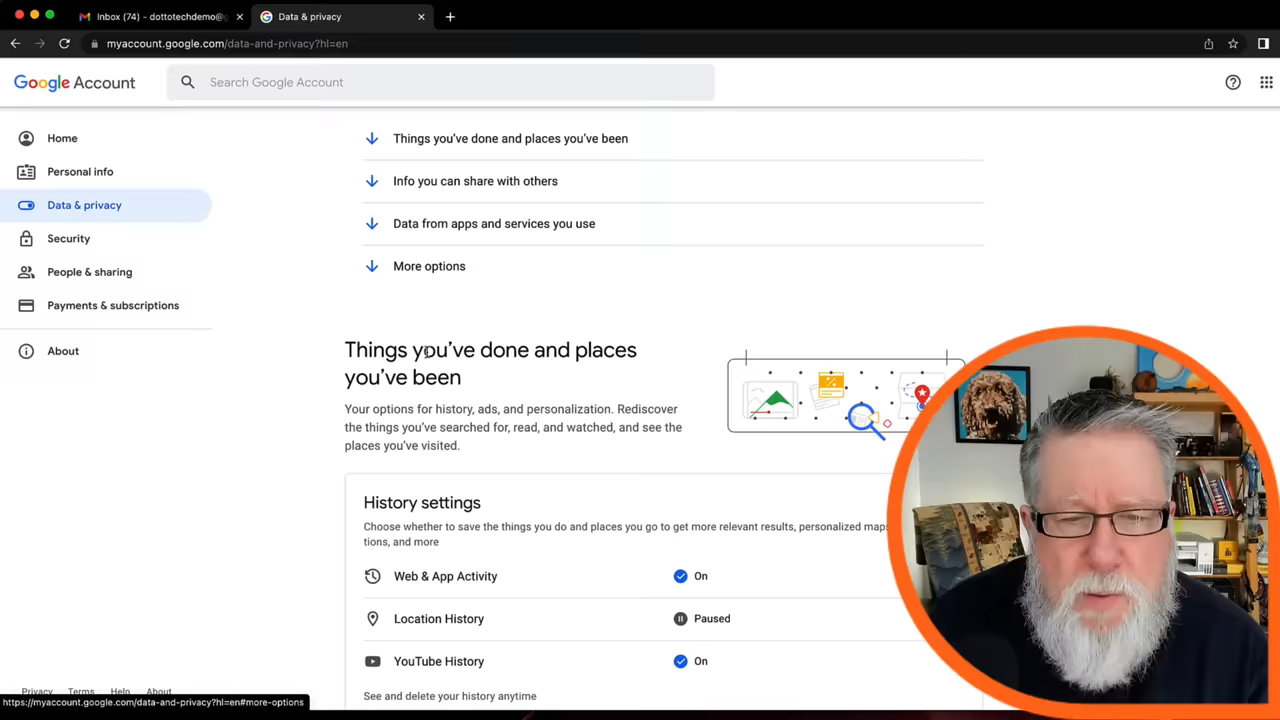 Inbox (74) - dottotechdemo@
Data & privacy
myaccount.google.com/data-and-privacy?hl=en
Google Account
Search Google Account
Home
Personal info
Data & privacy
Security
People & sharing
Payments & subscriptions
About
Things you've done and places you've been
Info you can share with others
Data from apps and services you use
More options
Things you've done and places
you've been
Your options for history, ads, and personalization. Rediscover
the things you've searched for, read, and watched, and see the
places you've visited.
History settings
Choose whether to save the things you do and places you go to get more relevant results, personalized maps
tions, and more
Web & App Activity On
Location History Paused
YouTube History On
See and delete your history anytime
Privacy Terms Help About
https://myaccount.google.com/data-and-privacy?hl=en#more-options